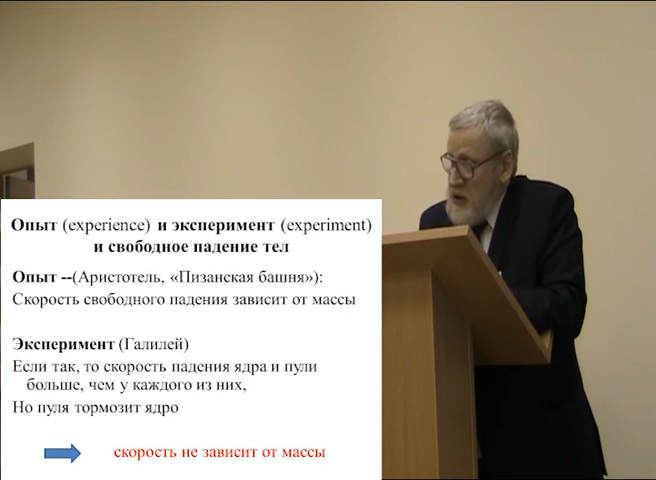 Опыт (experience) и эксперимент (experiment)
и свободное падение тел
Опыт --(Аристотель, «Пизанская башня»):
Скорость свободного падения зависит от массы
Эксперимент (Галилей)
Если так, то скорость падения ядра и пули
больше, чем у каждого из них,
Но пуля тормозит ядро
скорость не зависит от массы